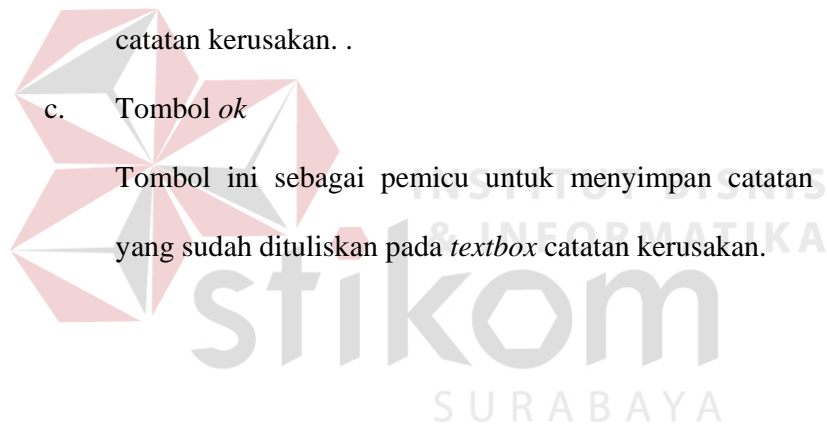 catatan kerusakan. .
c. Tombol ok
Tombol ini sebagai pemicu untuk menyimpan catatan
INSTITUT BISNIS
yang sudah dituliskan pada textbox catatan kerusakan.
& INFORMATIKA
stikom
SURABAYA